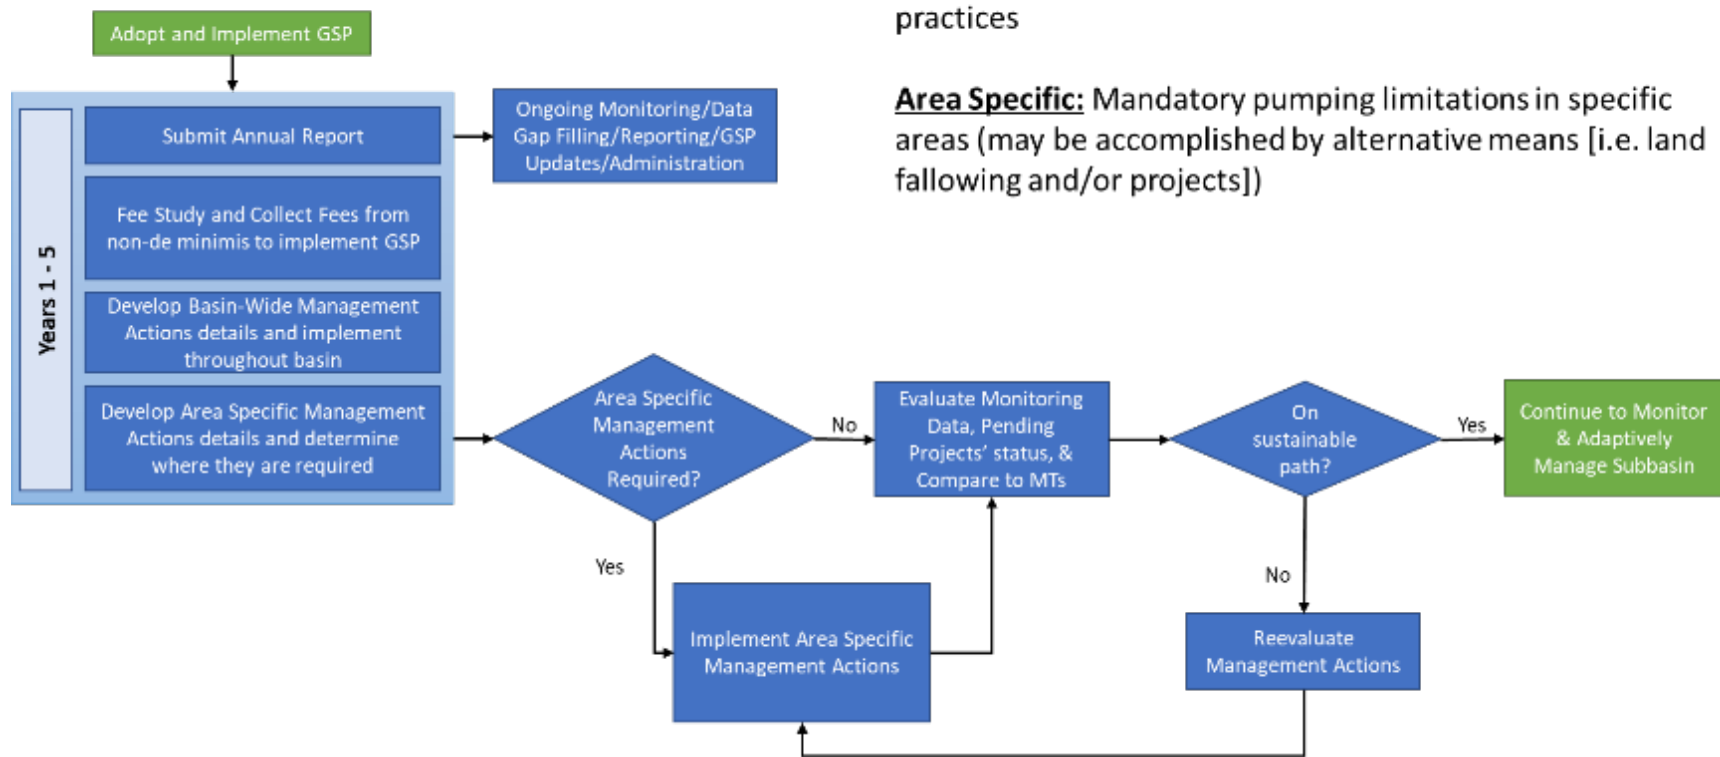 practices
Adopt and Implement GSP
Area Specific: Mandatory pumping limitations in specific
areas (may be accomplished by alternative means [i.e. land
fallowing and/or projects])
Years 1 - 5
Submit Annual Report
Ongoing Monitoring/Data
Gap Filling/Reporting/GSP
Updates/Administration
Fee Study and Collect Fees from
non-de minimis to implement GSP
Develop Basin-Wide Management
Actions details and implement
throughout basin
Develop Area Specific Management
Actions details and determine
where they are required
Area Specific
Management
Actions
Required?
No
Yes
Implement Area Specific
Management Actions
Evaluate Monitoring
Data, Pending
Projects' status, &
Compare to MTs
On
sustainable
path?
Yes
No
Continue to Monitor
& Adaptively
Manage Subbasin
Reevaluate
Management Actions